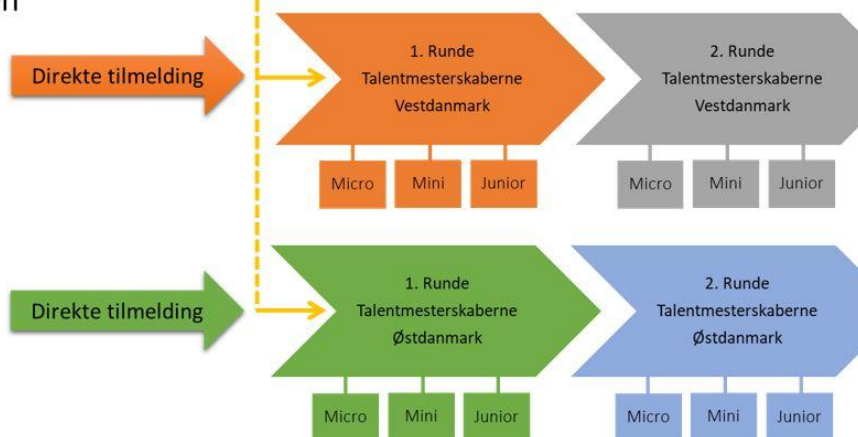 Direkte tilmelding
1. Runde
Talentmesterskaberne
Vestdanmark
2. Runde
Talentmesterskaberne
Vestdanmark
Micro
Mini
Junior
Micro
Mini
Junior
Direkte tilmelding
1. Runde
Talentmesterskaberne
Østdanmark
2. Runde
Talentmesterskaberne
Østdanmark
Micro
Mini
Junior
Micro
Mini
Junior